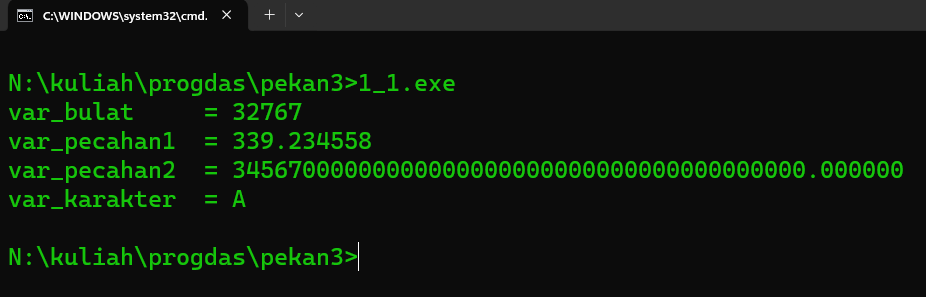 C:\WINDOWS\system32\cmd.
N:\kuliah\progdas\pekan3>1_1.exe
var_bulat     = 32767
var_pecahan1  = 339.234558
var_pecahan2  = 34567000000000000000000000000000000000000.000000
var_karakter  = A
N:\kuliah\progdas\pekan3>